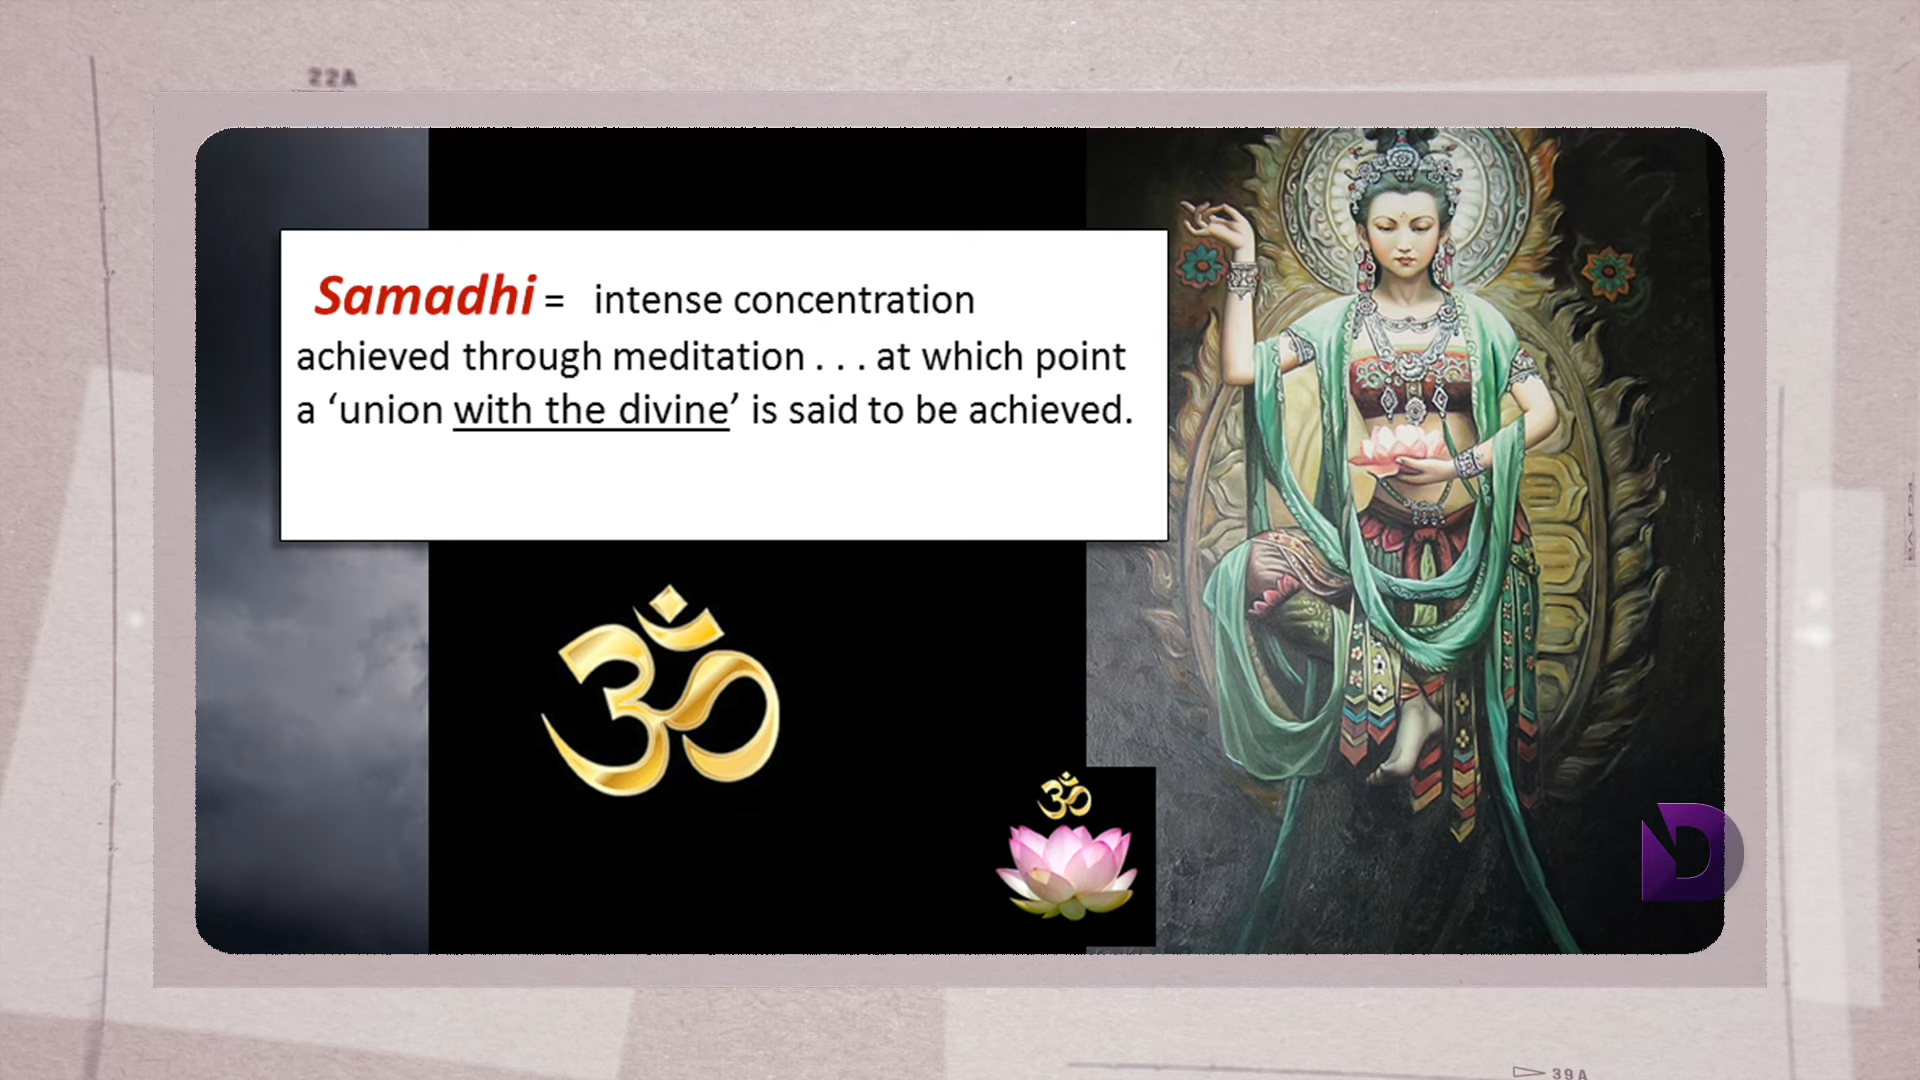 22A
Samadhi = intense concentration
achieved through meditation . . . at which point
a ‘union with the divine’ is said to be achieved.
ॐ
ॐ
D
39A